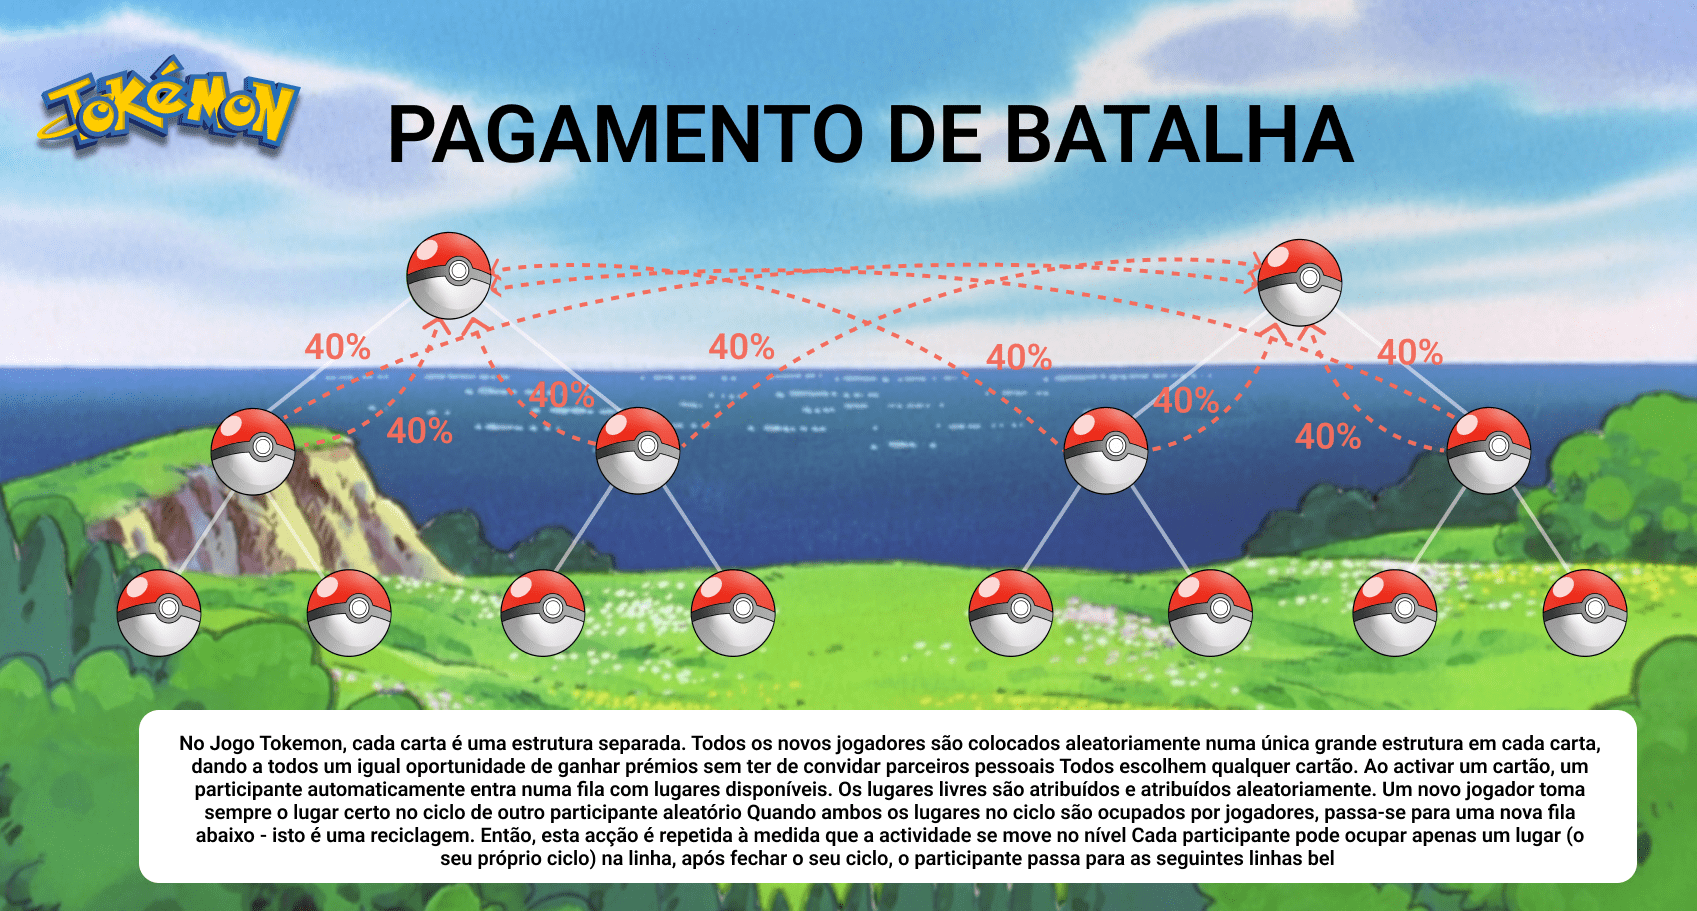 TOKéMON
PAGAMENTO DE BATALHA
40%
40%
40%
40%
40%
40%
40%
40%
No Jogo Tokemon, cada carta é uma estrutura separada. Todos os novos jogadores são colocados aleatoriamente numa única grande estrutura em cada carta,
dando a todos um igual oportunidade de ganhar prémios sem ter de convidar parceiros pessoais Todos escolhem qualquer cartão. Ao activar um cartão, um
participante automaticamente entra numa fila com lugares disponíveis. Os lugares livres são atribuídos e atribuídos aleatoriamente. Um novo jogador toma
sempre o lugar certo no ciclo de outro participante aleatório Quando ambos os lugares no ciclo são ocupados por jogadores, passa-se para uma nova fila
abaixo - isto é uma reciclagem. Então, esta acção é repetida à medida que a actividade se move no nível Cada participante pode ocupar apenas um lugar (o
seu próprio ciclo) na linha, após fechar o seu ciclo, o participante passa para as seguintes linhas bel